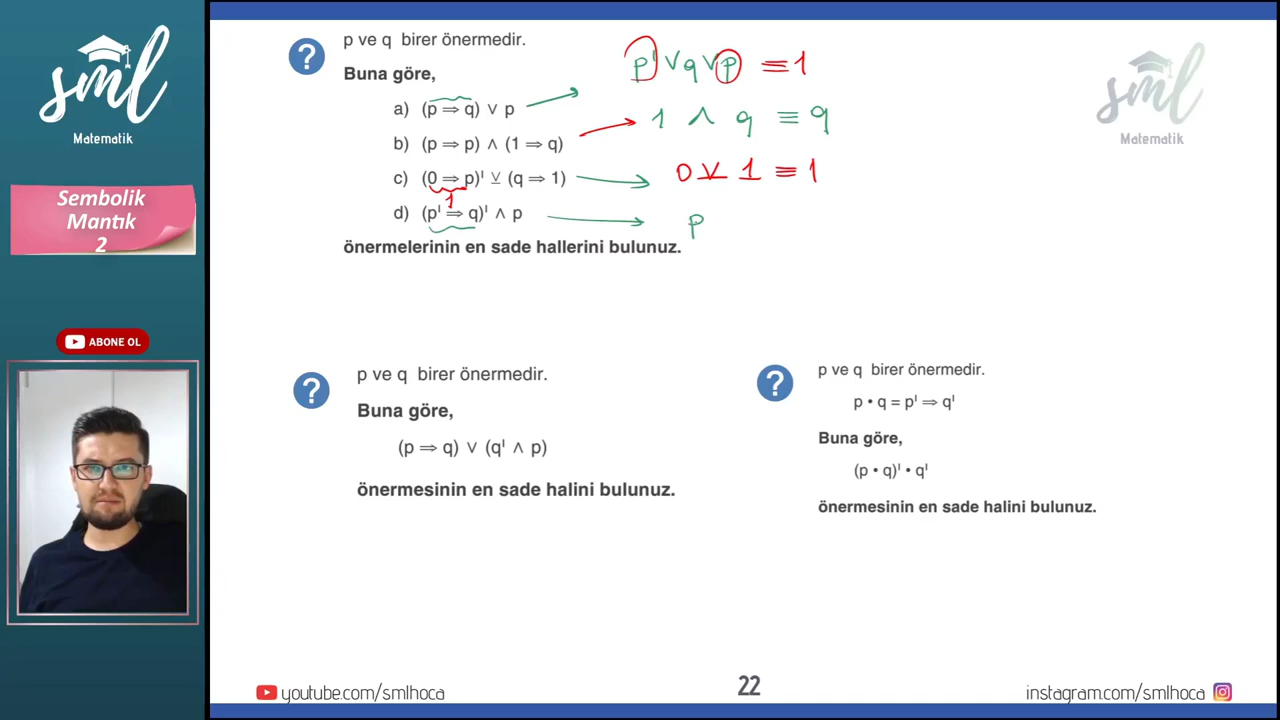 sml
Matematik
Sembolik
Mantık
2
ABONE OL
p ve q birer önermedir.
Buna göre,
a) (p ⇒ q) ∨ p
p' ∨ q ∨ p ≡ 1
b) (p ⇒ p) ∧ (1 ⇒ q)
1 ∧ q ≡ q
c) (0 ⇒ p)' ⊻ (q ⇒ 1)
1
0 ⊻ 1 ≡ 1
d) (p' ⇒ q)' ∧ p
p
önermelerinin en sade hallerini bulunuz.
sml
Matematik
p ve q birer önermedir.
Buna göre,
(p ⇒ q) ∨ (q' ∧ p)
önermesinin en sade halini bulunuz.
p ve q birer önermedir.
p • q = p' ⇒ q'
Buna göre,
(p • q)' • q'
önermesinin en sade halini bulunuz.
youtube.com/smlhoca
22
instagram.com/smlhoca